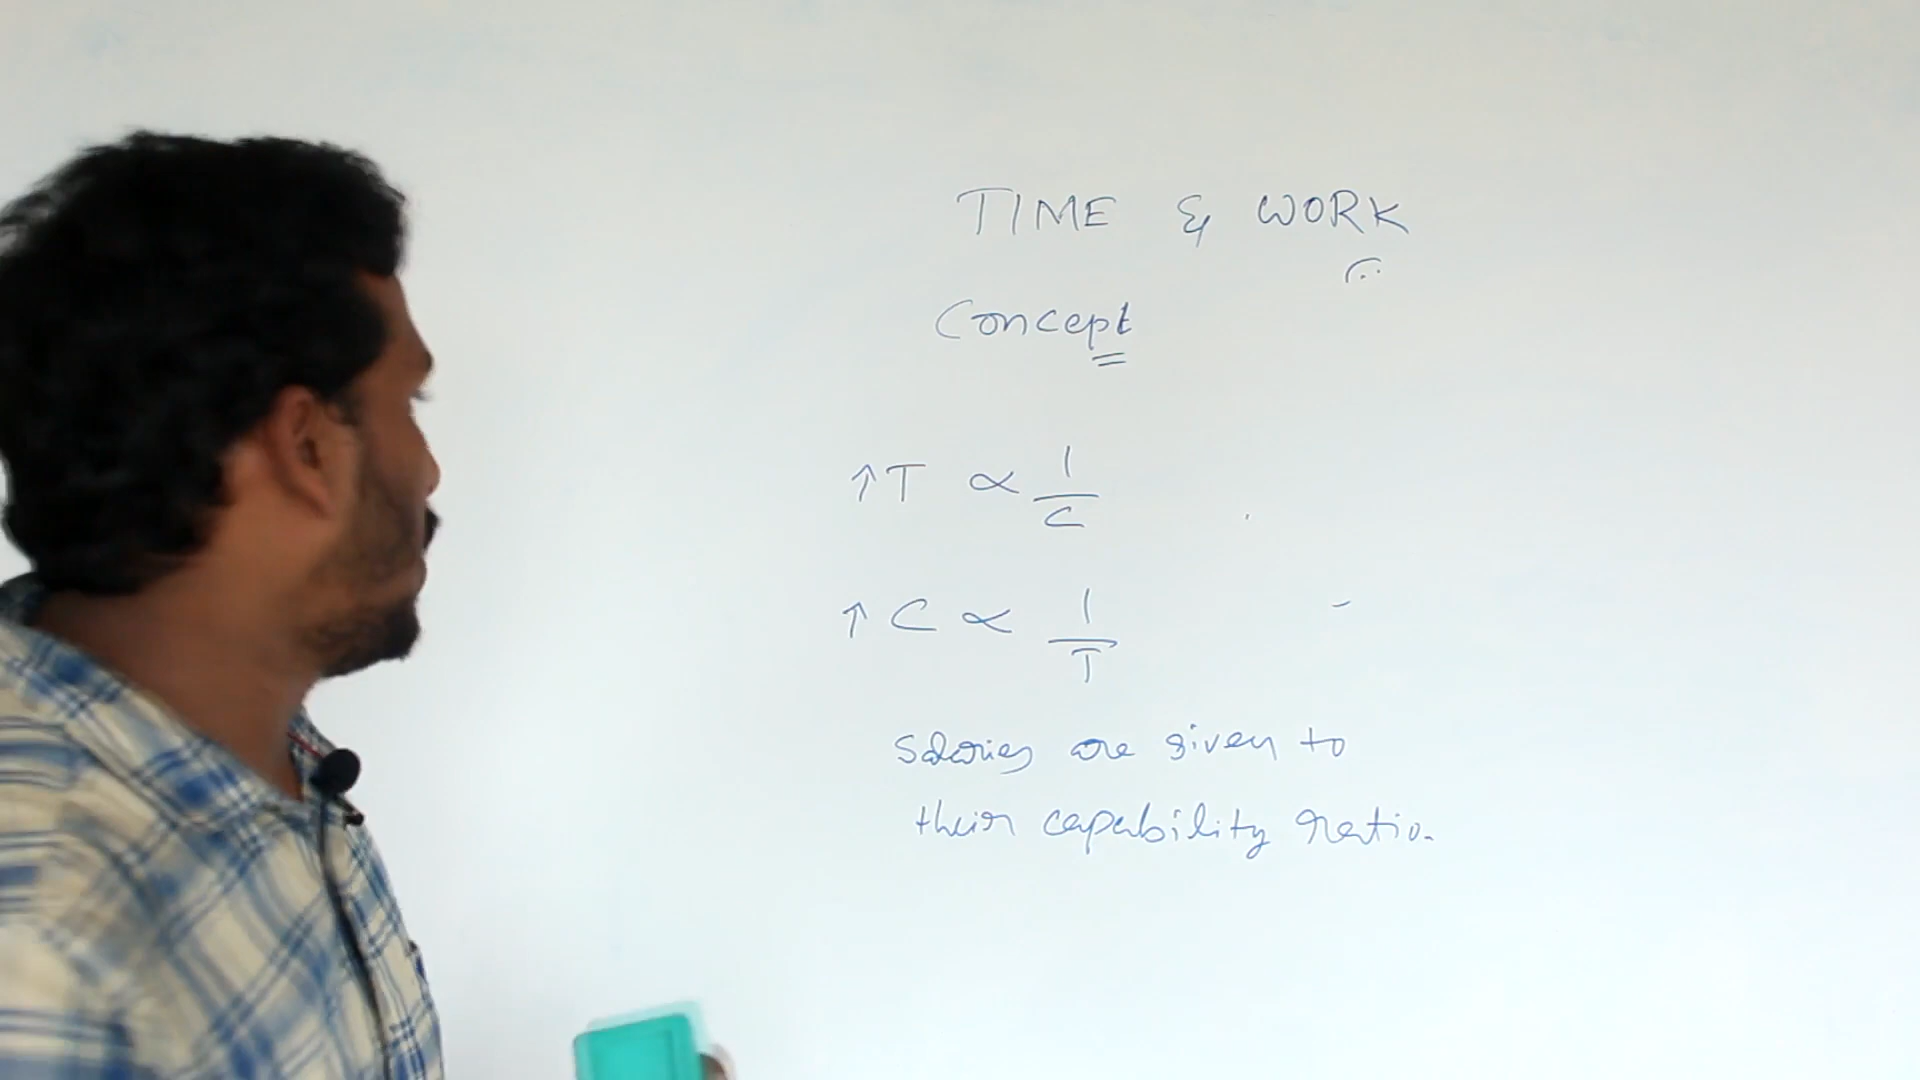 TIME & WORK
Concept
↑ T ∝ 1/C
↑ C ∝ 1/T
Salaries are given to
their capability ratio.